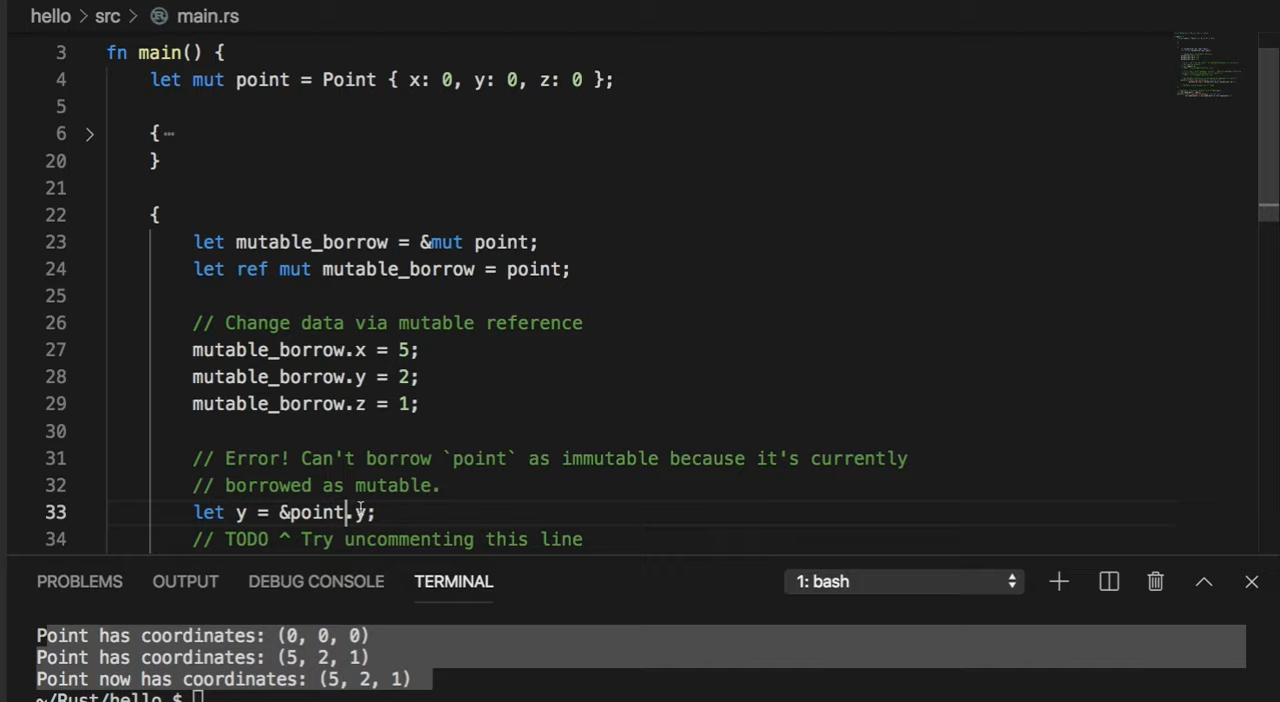 hello > src > main.rs
3 fn main() {
4 let mut point = Point { x: 0, y: 0, z: 0 };
5
6 > { ⋯
20 }
21
22 {
23 let mutable_borrow = &mut point;
24 let ref mut mutable_borrow = point;
25
26 // Change data via mutable reference
27 mutable_borrow.x = 5;
28 mutable_borrow.y = 2;
29 mutable_borrow.z = 1;
30
31 // Error! Can't borrow `point` as immutable because it's currently
32 // borrowed as mutable.
33 let y = &point.y;
34 // TODO ^ Try uncommenting this line
PROBLEMS OUTPUT DEBUG CONSOLE TERMINAL 1: bash
Point has coordinates: (0, 0, 0)
Point has coordinates: (5, 2, 1)
Point now has coordinates: (5, 2, 1)
~/Rust/hello $